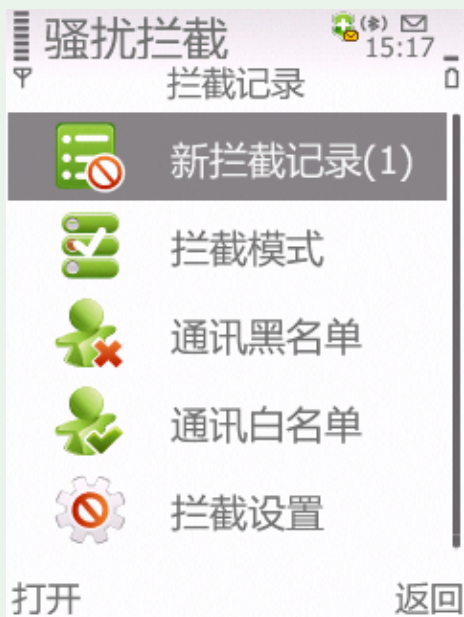 骚扰拦截
15:17
拦截记录
新拦截记录(1)
拦截模式
通讯黑名单
通讯白名单
拦截设置
打开 返回